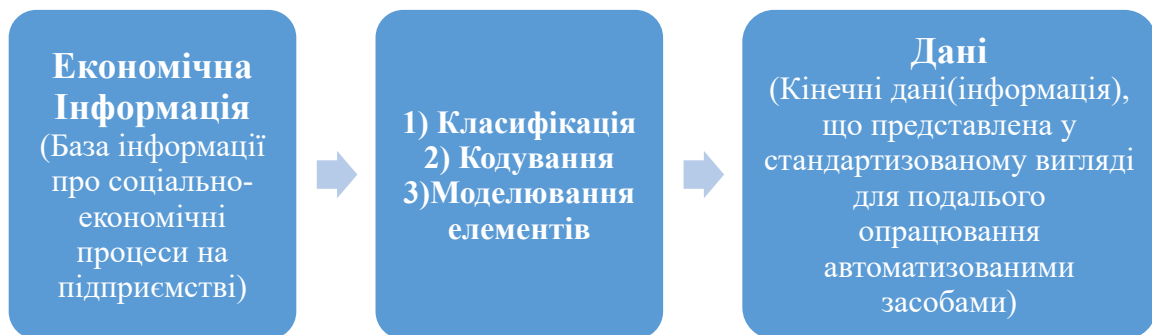 Економічна
Інформація
(База інформації
про соціально-
економічні
процеси на
підприємстві)
1) Класифікація
2) Кодування
3)Моделювання
елементів
Дані
(Кінечні дані(інформація),
що представлена у
стандартизованому вигляді
для подалього
опрацювання
автоматизованими
засобами)